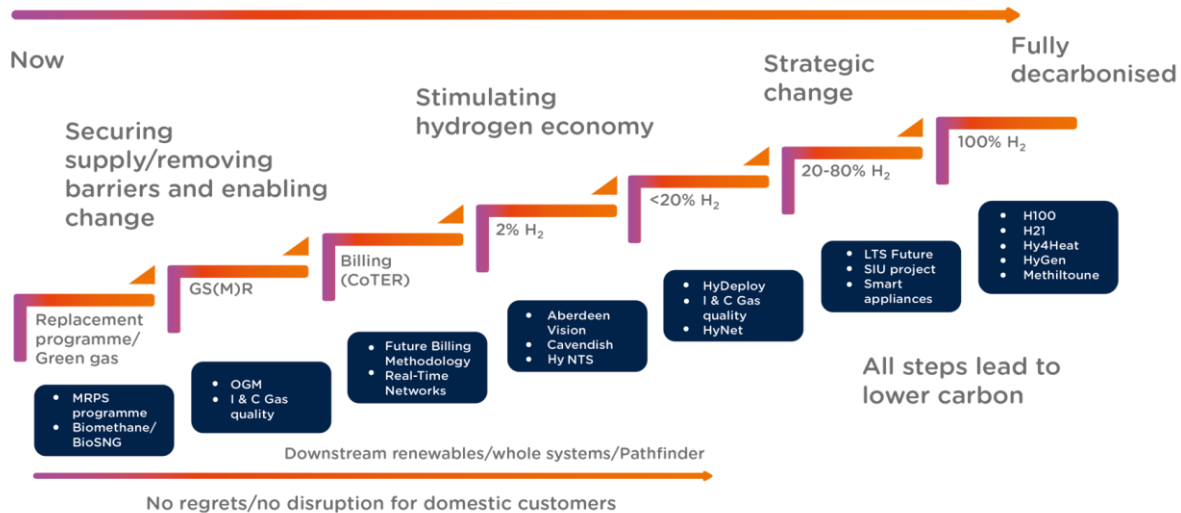 Now
Fully
decarbonised
Strategic
change
Stimulating
hydrogen economy
Securing
supply/removing
barriers and enabling
change
Replacement
programme/
Green gas
GS(M)R
Billing
(CoTER)
2% H₂
<20% H₂
20-80% H₂
100% H₂
• MRPS
programme
• Biomethane/
BioSNG
• OGM
• I & C Gas
quality
• Future Billing
Methodology
• Real-Time
Networks
• Aberdeen
Vision
• Cavendish
• Hy NTS
• HyDeploy
• I & C Gas
quality
• HyNet
• LTS Future
• SIU project
• Smart
appliances
• H100
• H21
• Hy4Heat
• HyGen
• Methiltoune
All steps lead to
lower carbon
Downstream renewables/whole systems/Pathfinder
No regrets/no disruption for domestic customers